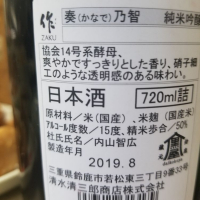 作 奏(かなで)乃智 純米吟醸
ZAKU
協会14号系酵母、
爽やかですっきりとした香り、硝子細
工のような透明感のある味わい。
日本酒 720ml詰
原材料/米(国産)、米麹(国産米)
アルコール度数/15度、精米歩合/50%
杜氏氏名/内山智広
製造年月
2019.8
三重県鈴鹿市若松東三丁目9番33号
清水清三郎商店株式会社